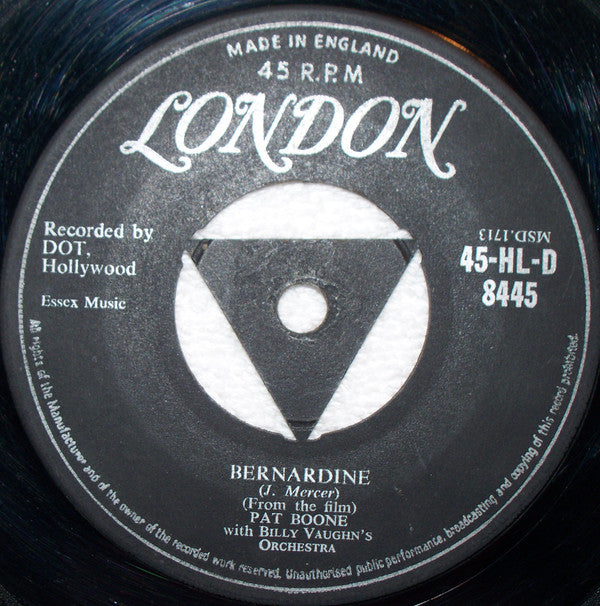 MADE IN ENGLAND
45 R.P.M
LONDON
Recorded by
DOT,
Hollywood
Essex Music
MSD.1713
45-HL-D
8445
BERNARDINE
(J. Mercer)
(From the film)
PAT BOONE
with BILLY VAUGHN'S
ORCHESTRA
All rights of the Manufacturer and of the owner of the recorded work reserved. Unauthorised public performance, broadcasting and copying of this record prohibited.